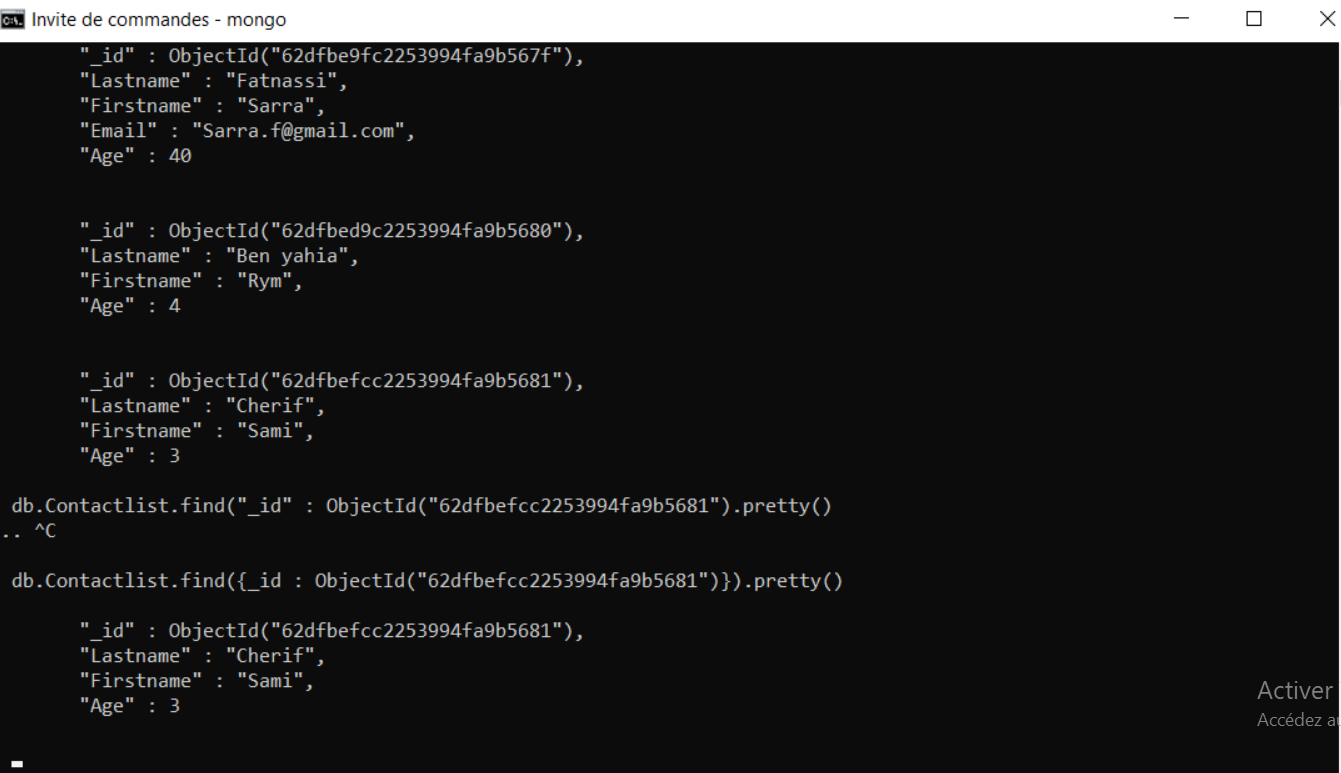 Invite de commandes - mongo
"_id" : ObjectId("62dfbe9fc2253994fa9b567f"),
"Lastname" : "Fatnassi",
"Firstname" : "Sarra",
"Email" : "Sarra.f@gmail.com",
"Age" : 40
"_id" : ObjectId("62dfbed9c2253994fa9b5680"),
"Lastname" : "Ben yahia",
"Firstname" : "Rym",
"Age" : 4
"_id" : ObjectId("62dfbefcc2253994fa9b5681"),
"Lastname" : "Cherif",
"Firstname" : "Sami",
"Age" : 3
db.Contactlist.find("_id" : ObjectId("62dfbefcc2253994fa9b5681").pretty()
.. ^C
db.Contactlist.find({_id : ObjectId("62dfbefcc2253994fa9b5681")}).pretty()
"_id" : ObjectId("62dfbefcc2253994fa9b5681"),
"Lastname" : "Cherif",
"Firstname" : "Sami",
"Age" : 3
Activer
Accédez